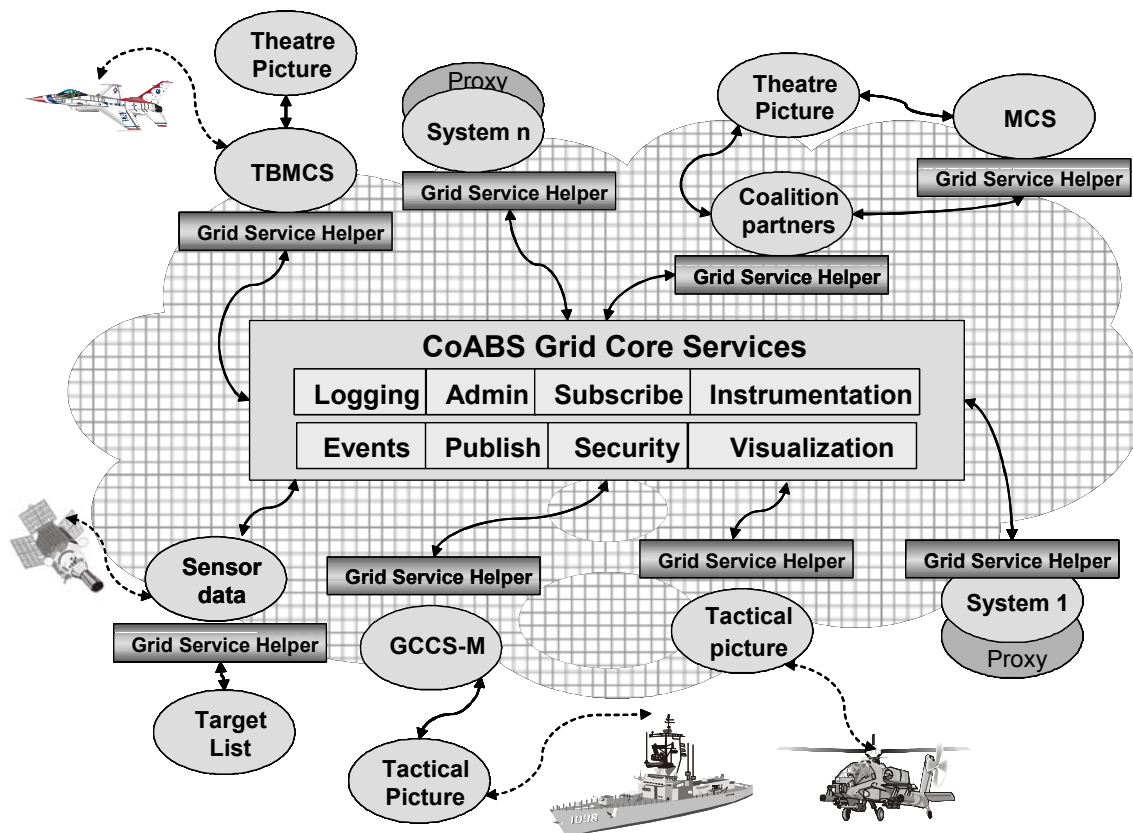 Theatre
Picture
TBMCS
Grid Service Helper
Proxy
System n
Grid Service Helper
Theatre
Picture
MCS
Grid Service Helper
Coalition
partners
Grid Service Helper
CoABS Grid Core Services
Logging Admin Subscribe Instrumentation
Events Publish Security Visualization
Sensor
data
Grid Service Helper
Target
List
Grid Service Helper
GCCS-M
Tactical
Picture
1098
Grid Service Helper
Tactical
picture
Grid Service Helper
System 1
Proxy